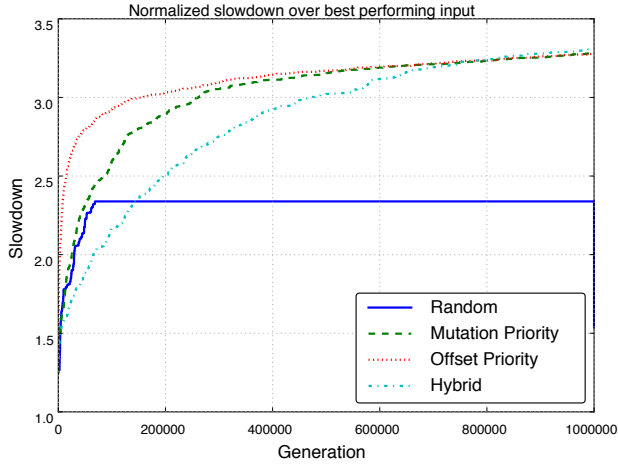 Normalized slowdown over best performing input
3.5
3.0
2.5
2.0
1.5
1.0
Slowdown
0
200000
400000
600000
800000
1000000
Generation
Random
Mutation Priority
Offset Priority
Hybrid